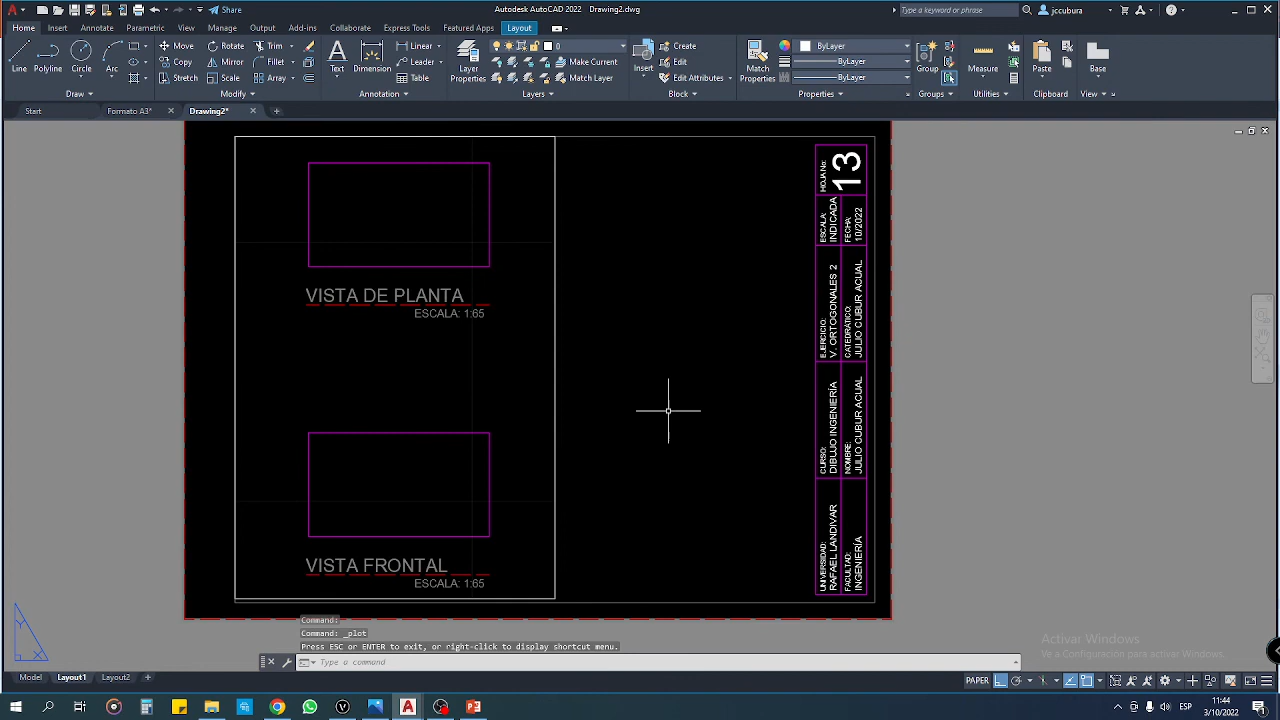 Share
Autodesk AutoCAD 2022   Drawing2.dwg
Type a keyword or phrase
jccubura
Home
Insert
Annotate
View
Manage
Output
Add-ins
Collaborate
Express Tools
Featured Apps
Layout
Line
Polyline
Circle
Arc
Move
Copy
Stretch
Rotate
Mirror
Scale
Trim
Fillet
Array
Draw
Modify
Text
Dimension
Linear
Leader
Table
Annotation
Layer
Properties
0
Make Current
Match Layer
Layers
Insert
Create
Edit
Edit Attributes
Block
Match
Properties
ByLayer
ByLayer
ByLayer
Properties
Group
Groups
Measure
Utilities
Paste
Clipboard
Base
View
Start
Formato A3*
Drawing2*
VISTA DE PLANTA
ESCALA: 1:65
VISTA FRONTAL
ESCALA: 1:65
HOJA No:
13
ESCALA:
INDICADA
FECHA:
10/2022
EJERCICIO:
V. ORTOGONALES 2
CATEDRÁTICO:
JULIO CUBUR ACUAL
CURSO:
DIBUJO INGENIERÍA
NOMBRE:
JULIO CUBUR ACUAL
UNIVERSIDAD:
RAFAEL LANDIVAR
FACULTAD:
INGENIERÍA
Y
X
Command:
Command: _plot
Press ESC or ENTER to exit, or right-click to display shortcut menu.
Type a command
Activar Windows
Ve a Configuración para activar Windows.
Model
Layout1
Layout2
PAPER
ESP
11:44
3/10/2022